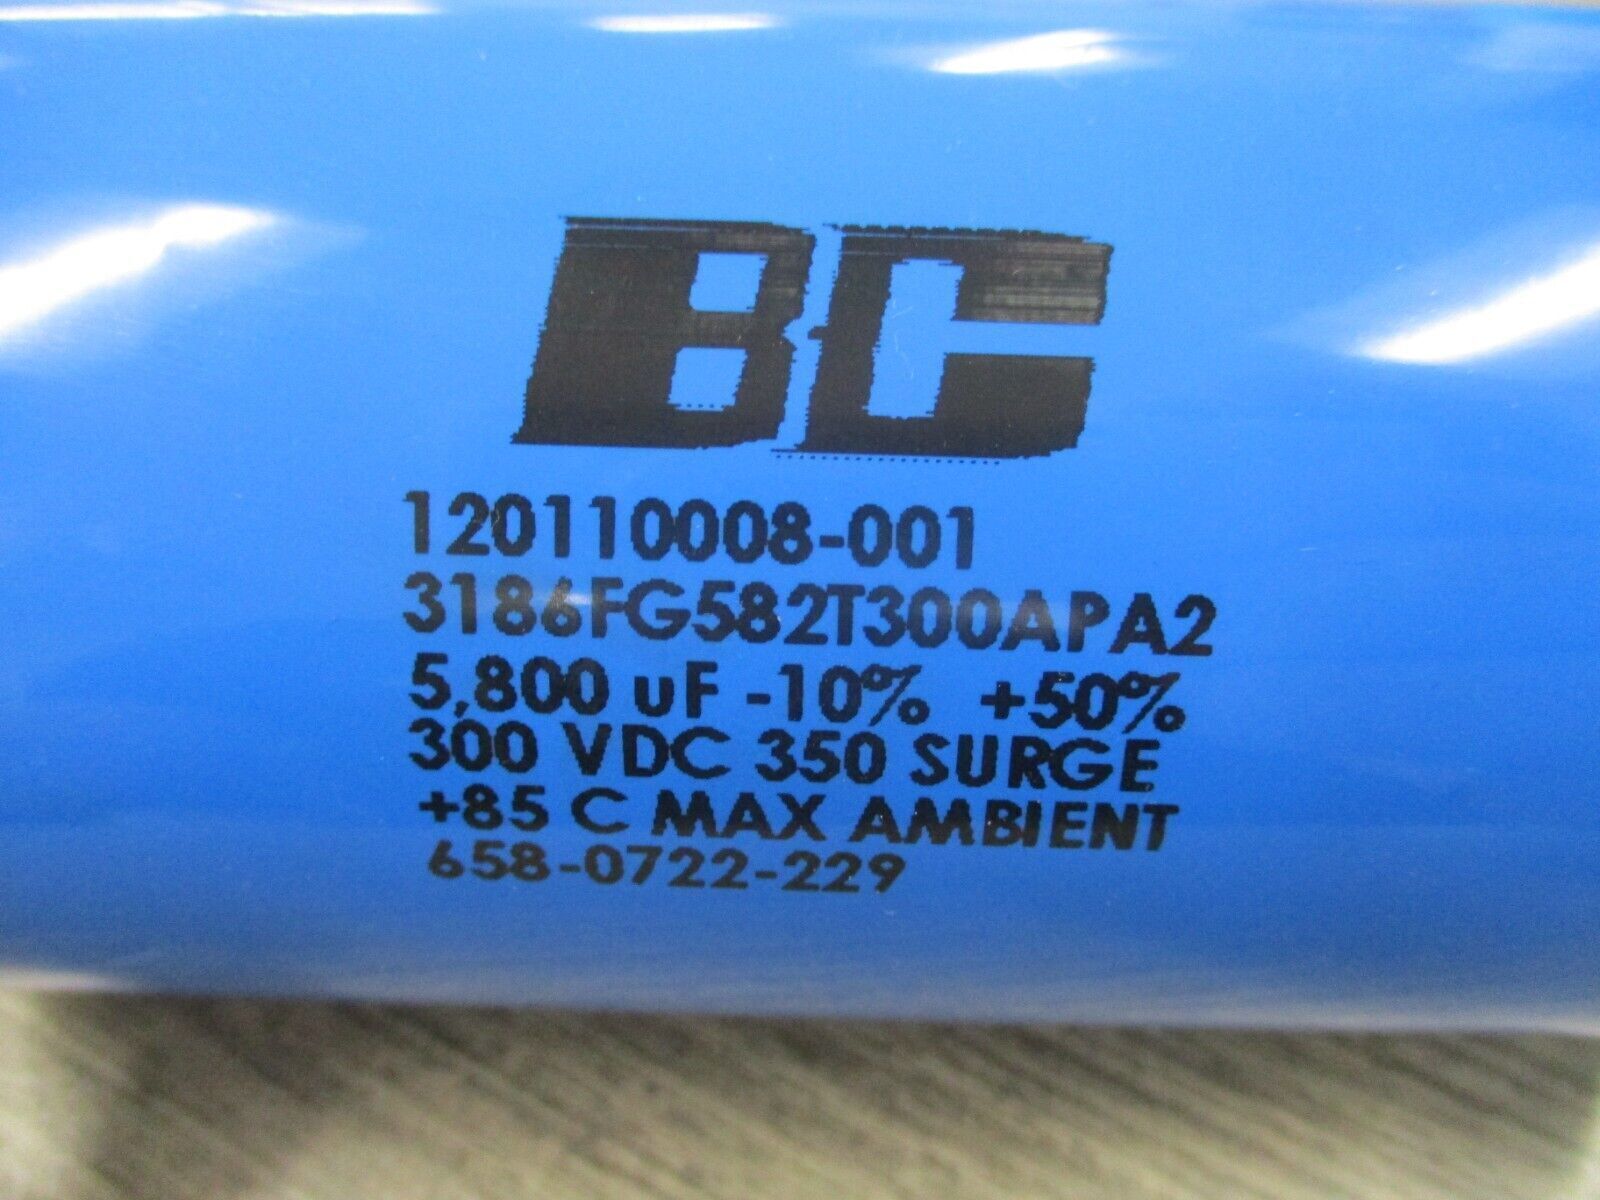 BC
120110008-001
3186FG582T300APA2
5,800 uF -10% +50%
300 VDC 350 SURGE
+85 C MAX AMBIENT
658-0722-229